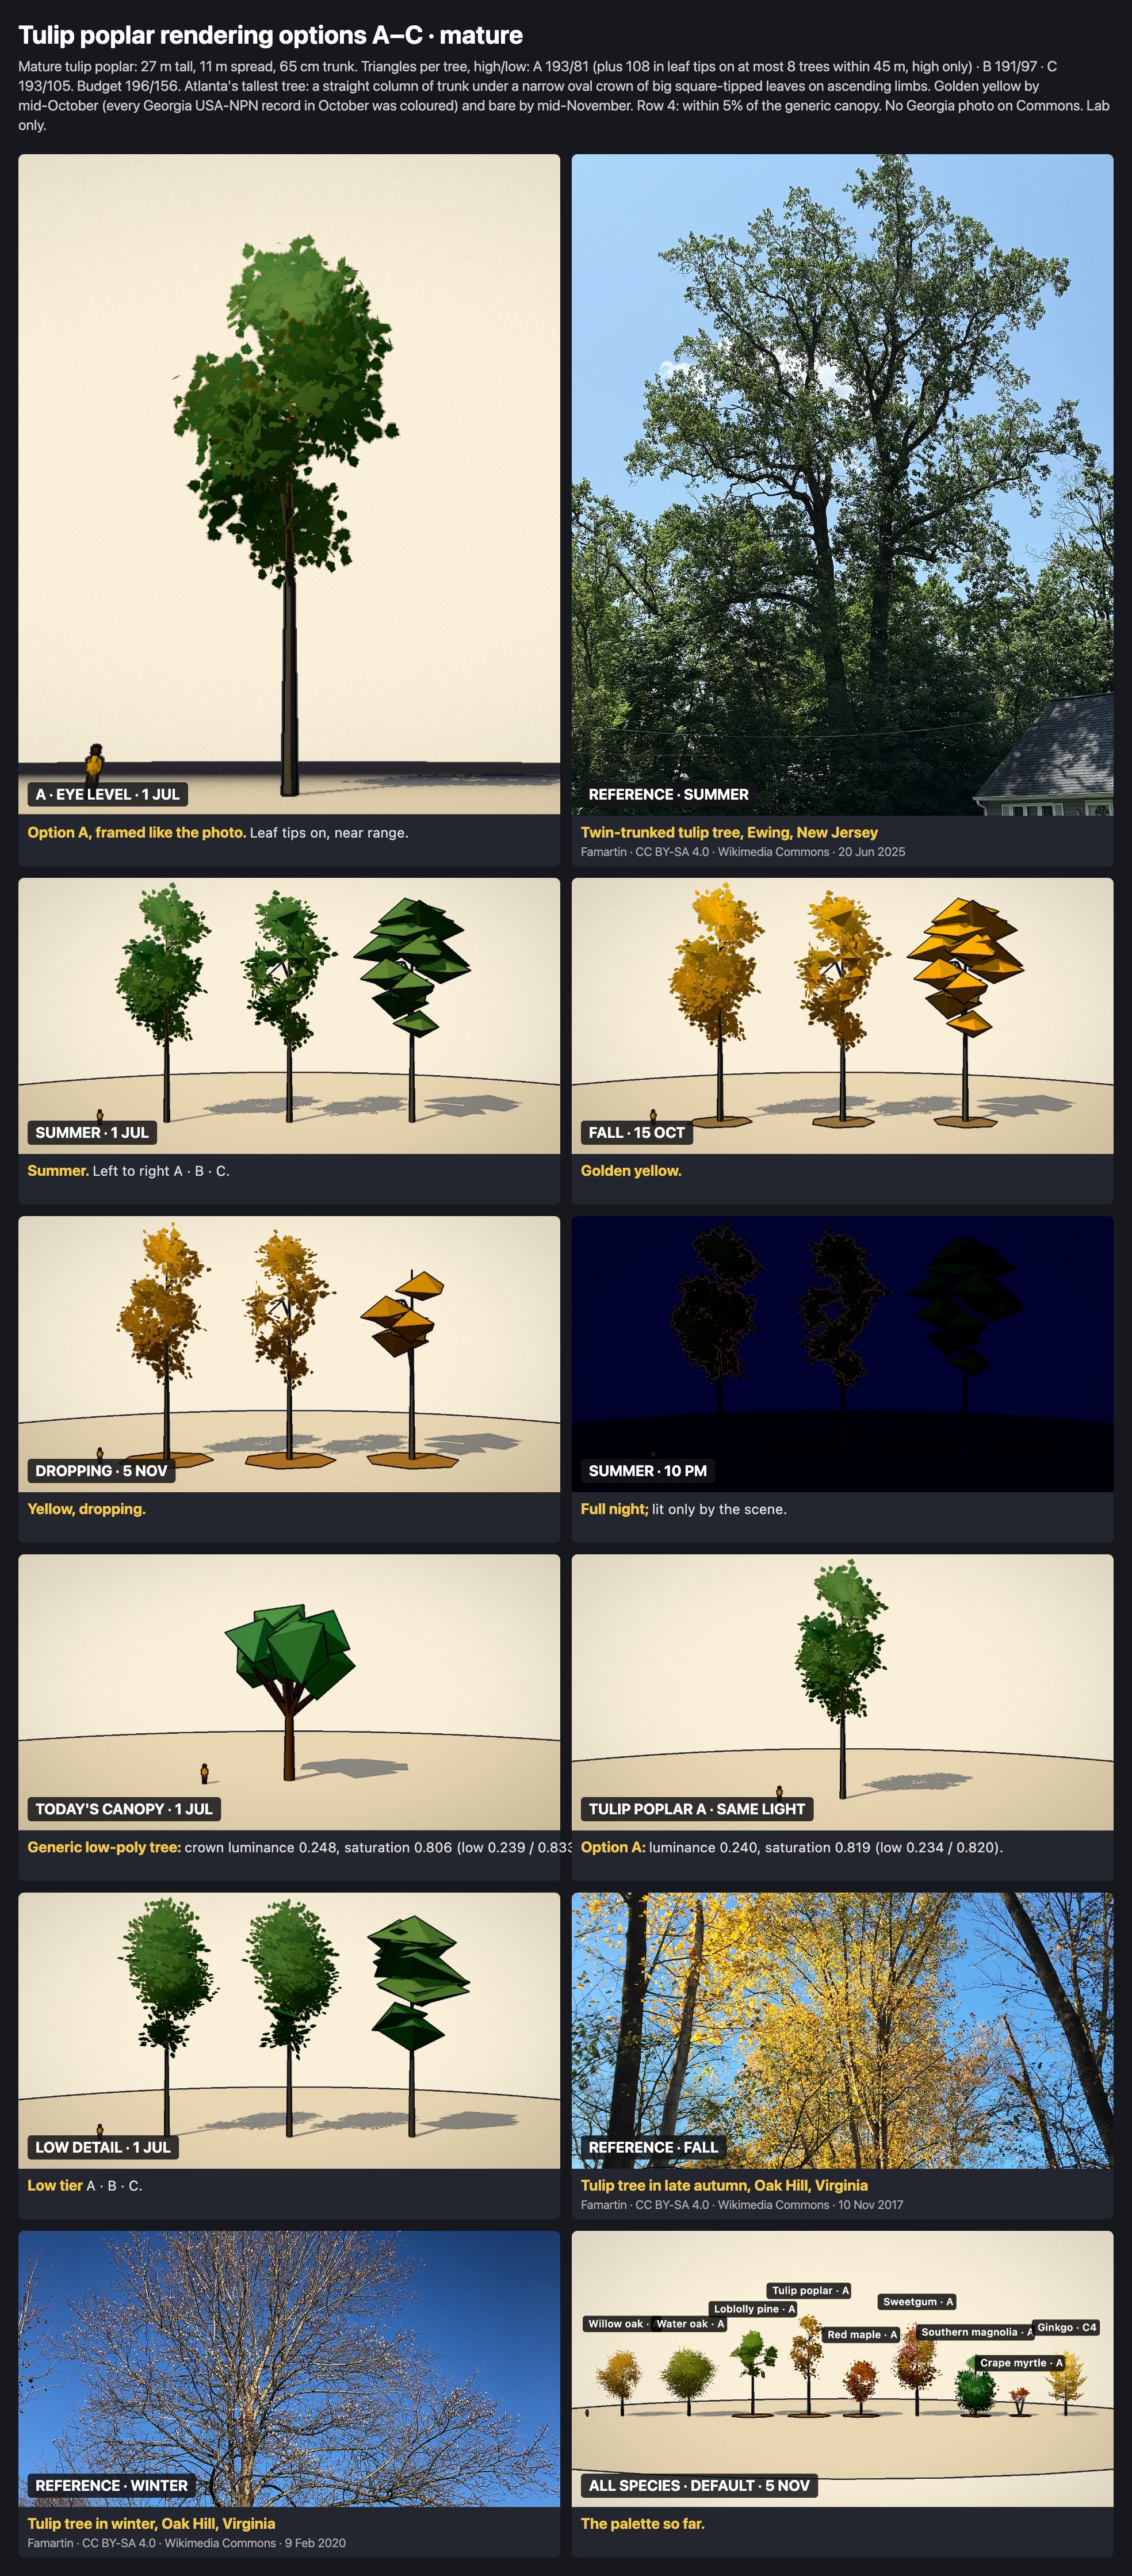 Tulip poplar rendering options A–C · mature
Mature tulip poplar: 27 m tall, 11 m spread, 65 cm trunk. Triangles per tree, high/low: A 193/81 (plus 108 in leaf tips on at most 8 trees within 45 m, high only) · B 191/97 · C
193/105. Budget 196/156. Atlanta's tallest tree: a straight column of trunk under a narrow oval crown of big square-tipped leaves on ascending limbs. Golden yellow by
mid-October (every Georgia USA-NPN record in October was coloured) and bare by mid-November. Row 4: within 5% of the generic canopy. No Georgia photo on Commons. Lab
only.
A · EYE LEVEL · 1 JUL
REFERENCE · SUMMER
Option A, framed like the photo. Leaf tips on, near range.
Twin-trunked tulip tree, Ewing, New Jersey
Famartin · CC BY-SA 4.0 · Wikimedia Commons · 20 Jun 2025
SUMMER · 1 JUL
FALL · 15 OCT
Summer. Left to right A · B · C.
Golden yellow.
DROPPING · 5 NOV
SUMMER · 10 PM
Yellow, dropping.
Full night; lit only by the scene.
TODAY'S CANOPY · 1 JUL
TULIP POPLAR A · SAME LIGHT
Generic low-poly tree: crown luminance 0.248, saturation 0.806 (low 0.239 / 0.833
Option A: luminance 0.240, saturation 0.819 (low 0.234 / 0.820).
LOW DETAIL · 1 JUL
REFERENCE · FALL
Low tier A · B · C.
Tulip tree in late autumn, Oak Hill, Virginia
Famartin · CC BY-SA 4.0 · Wikimedia Commons · 10 Nov 2017
REFERENCE · WINTER
Tulip poplar · A
Sweetgum · A
Loblolly pine · A
Willow oak ·
Water oak · A
Red maple · A
Southern magnolia · A
Ginkgo · C4
Crape myrtle · A
ALL SPECIES · DEFAULT · 5 NOV
Tulip tree in winter, Oak Hill, Virginia
Famartin · CC BY-SA 4.0 · Wikimedia Commons · 9 Feb 2020
The palette so far.